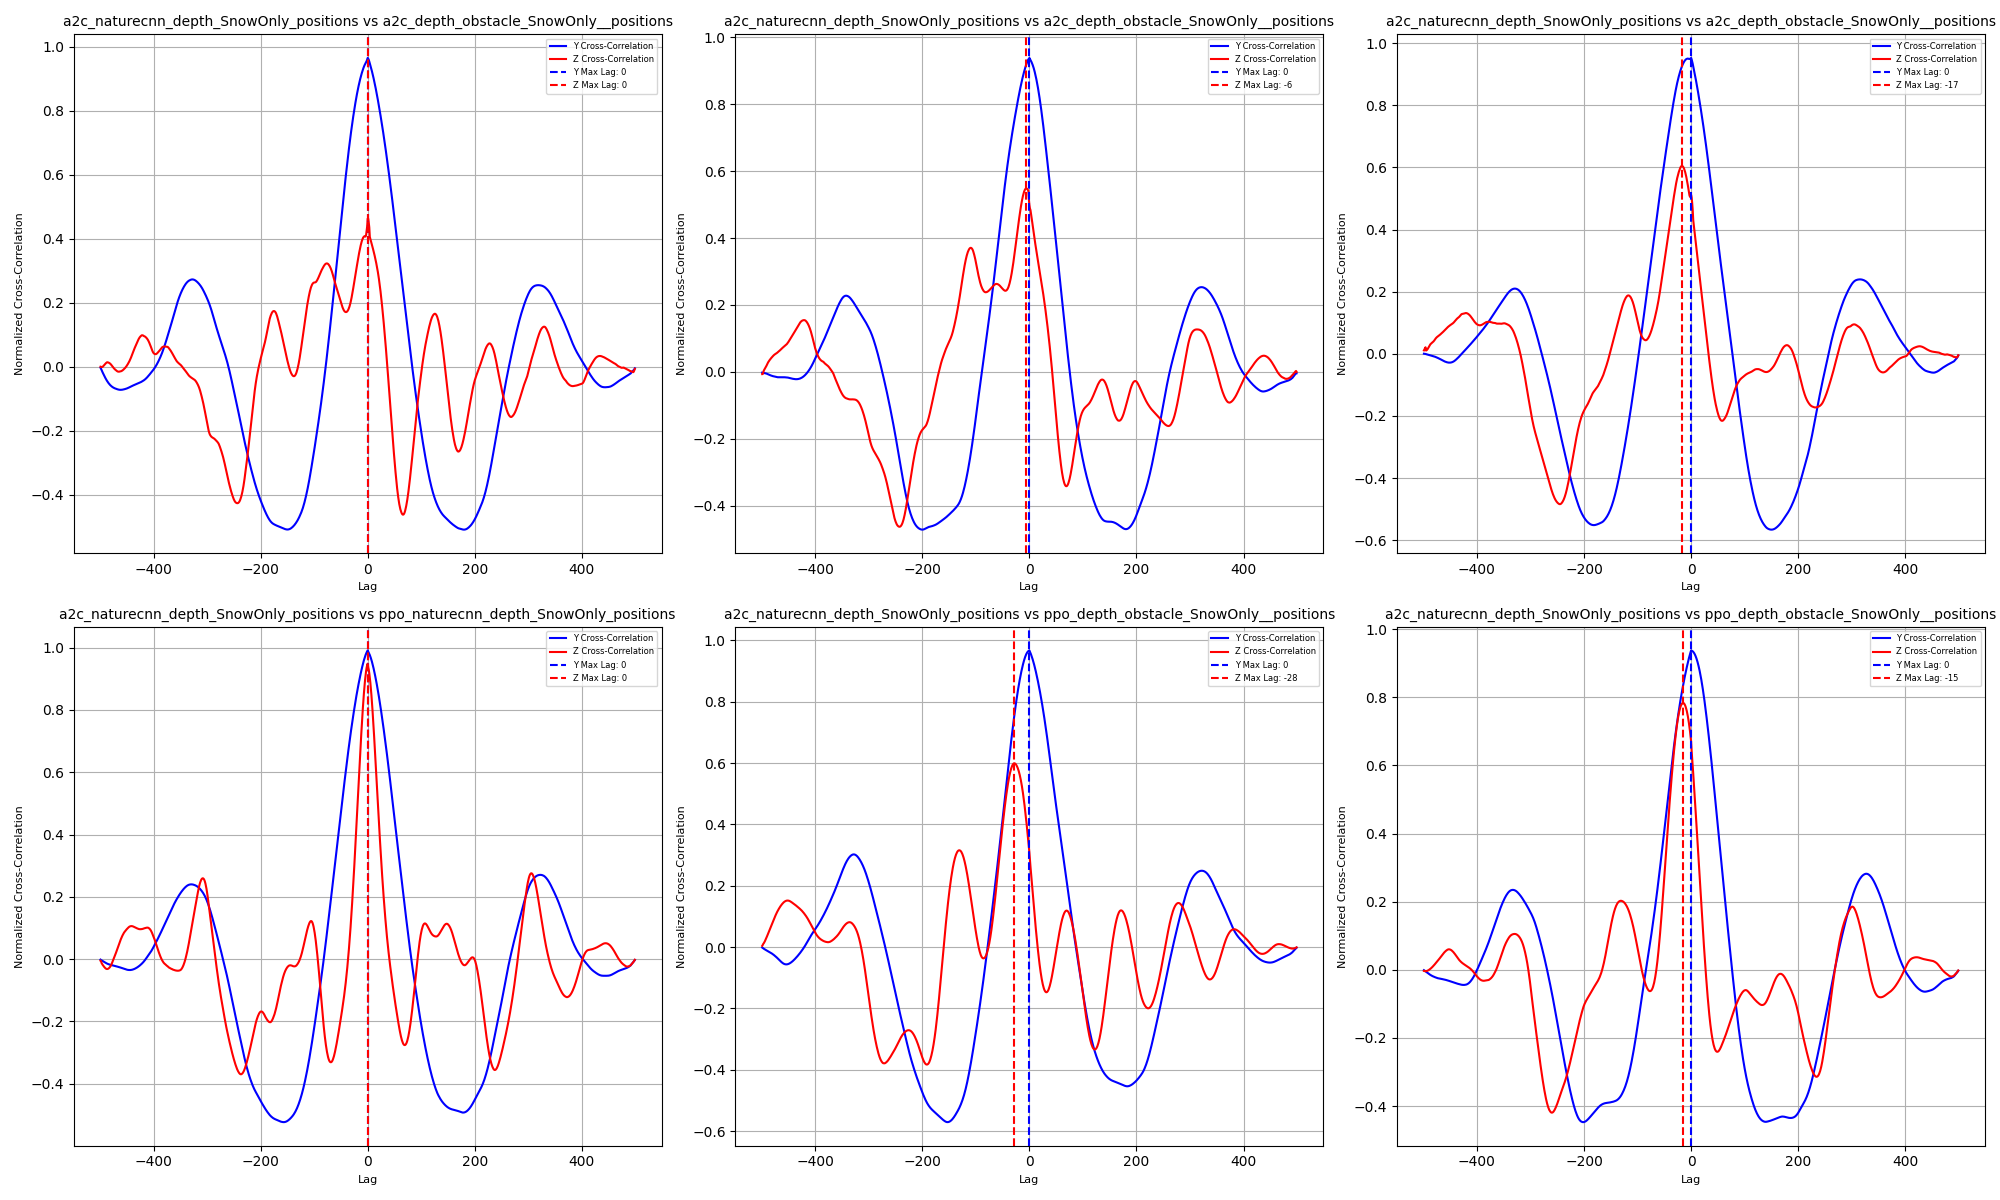 a2c_naturecnn_depth_SnowOnly_positions vs a2c_depth_obstacle_SnowOnly__positions
Normalized Cross-Correlation
1.0
0.8
0.6
0.4
0.2
0.0
−0.2
−0.4
Y Cross-Correlation
Z Cross-Correlation
Y Max Lag: 0
Z Max Lag: 0
−400 −200 0 200 400
Lag
a2c_naturecnn_depth_SnowOnly_positions vs a2c_depth_obstacle_SnowOnly__positions
Normalized Cross-Correlation
1.0
0.8
0.6
0.4
0.2
0.0
−0.2
−0.4
Y Cross-Correlation
Z Cross-Correlation
Y Max Lag: 0
Z Max Lag: -6
−400 −200 0 200 400
Lag
a2c_naturecnn_depth_SnowOnly_positions vs a2c_depth_obstacle_SnowOnly__positions
Normalized Cross-Correlation
1.0
0.8
0.6
0.4
0.2
0.0
−0.2
−0.4
−0.6
Y Cross-Correlation
Z Cross-Correlation
Y Max Lag: 0
Z Max Lag: -17
−400 −200 0 200 400
Lag
a2c_naturecnn_depth_SnowOnly_positions vs ppo_naturecnn_depth_SnowOnly_positions
Normalized Cross-Correlation
1.0
0.8
0.6
0.4
0.2
0.0
−0.2
−0.4
Y Cross-Correlation
Z Cross-Correlation
Y Max Lag: 0
Z Max Lag: 0
−400 −200 0 200 400
Lag
a2c_naturecnn_depth_SnowOnly_positions vs ppo_depth_obstacle_SnowOnly__positions
Normalized Cross-Correlation
1.0
0.8
0.6
0.4
0.2
0.0
−0.2
−0.4
−0.6
Y Cross-Correlation
Z Cross-Correlation
Y Max Lag: 0
Z Max Lag: -28
−400 −200 0 200 400
Lag
a2c_naturecnn_depth_SnowOnly_positions vs ppo_depth_obstacle_SnowOnly__positions
Normalized Cross-Correlation
1.0
0.8
0.6
0.4
0.2
0.0
−0.2
−0.4
Y Cross-Correlation
Z Cross-Correlation
Y Max Lag: 0
Z Max Lag: -15
−400 −200 0 200 400
Lag